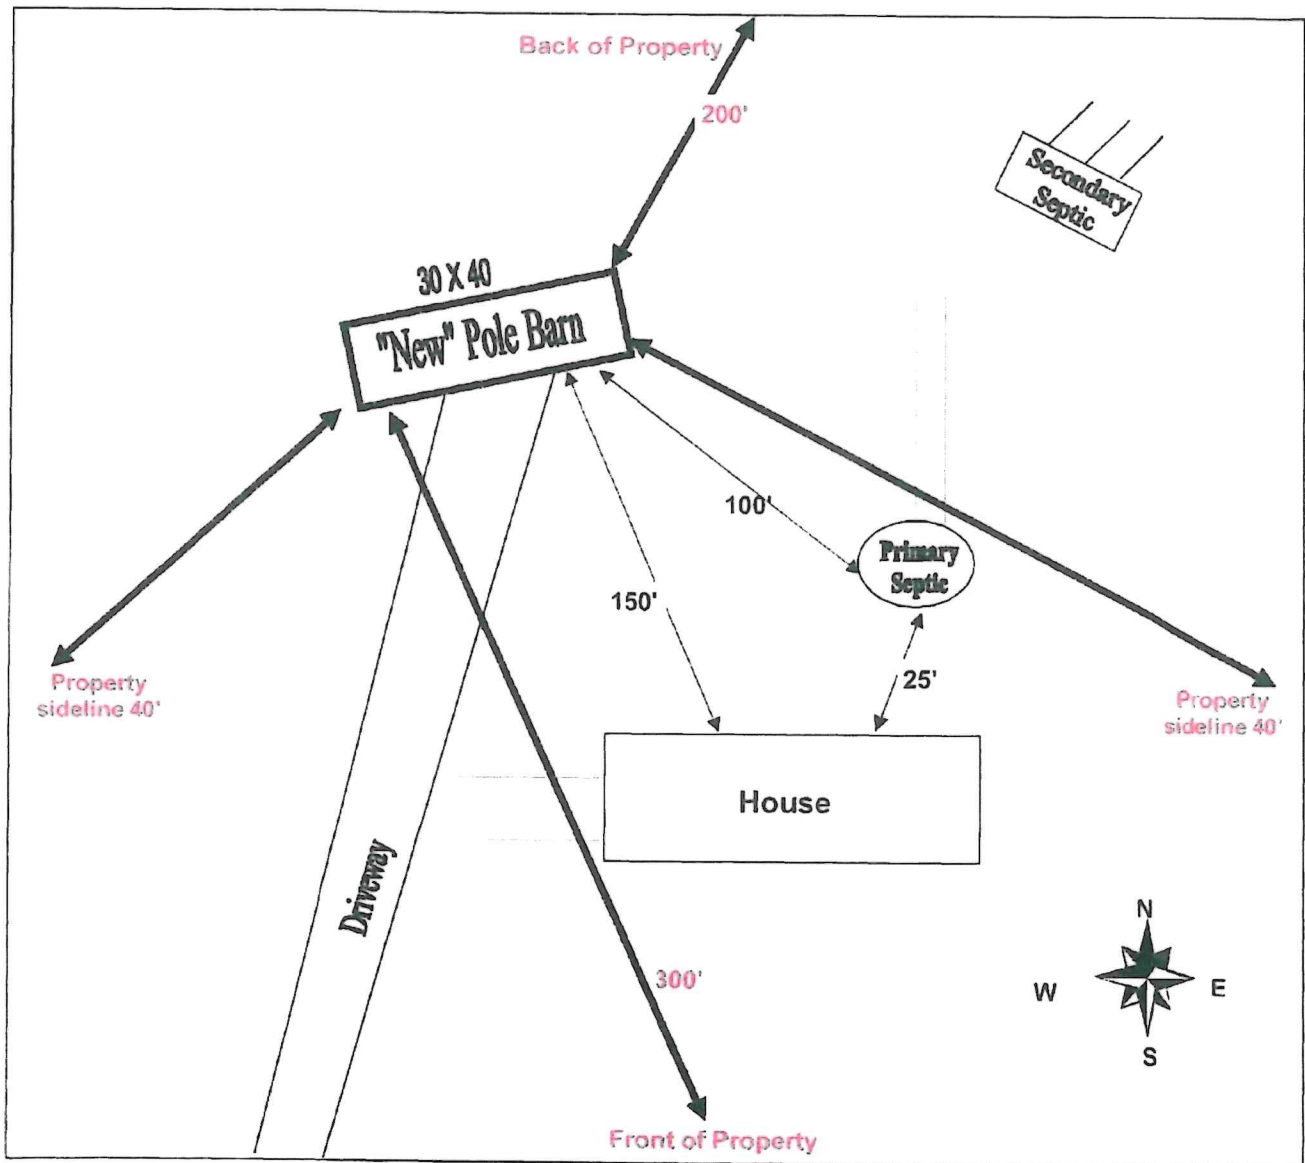 Back of Property
200'
Secondary
Septic
30 X 40
"New" Pole Barn
100'
Primary
Septic
150'
25'
Property
sideline 40'
Property
sideline 40'
House
Driveway
N
W
E
S
300'
Front of Property